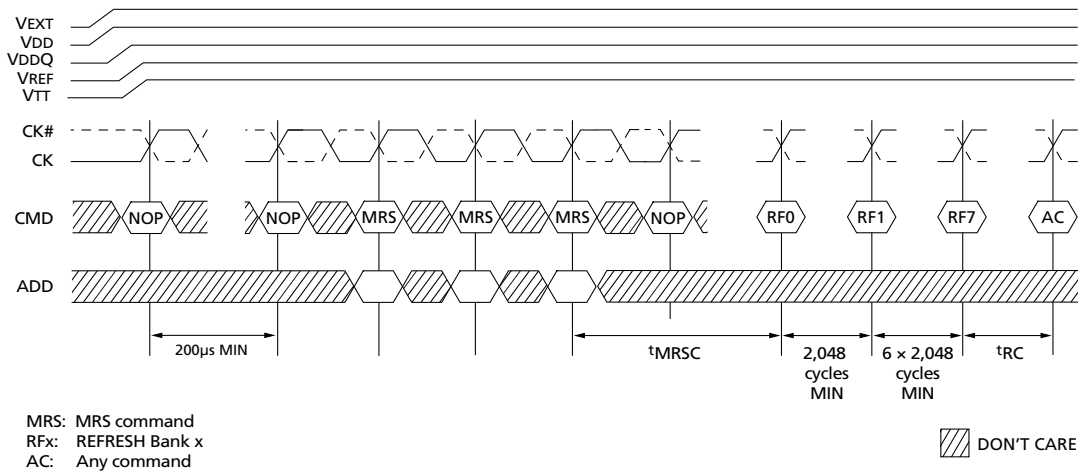 VEXT
VDD
VDDQ
VREF
VTT
CK#
CK
CMD NOP NOP MRS MRS MRS NOP RF0 RF1 RF7 AC
ADD
200µs MIN
tMRSC
2,048
cycles
MIN
6 × 2,048
cycles
MIN
tRC
MRS: MRS command
RFx: REFRESH Bank x
AC: Any command
DON'T CARE